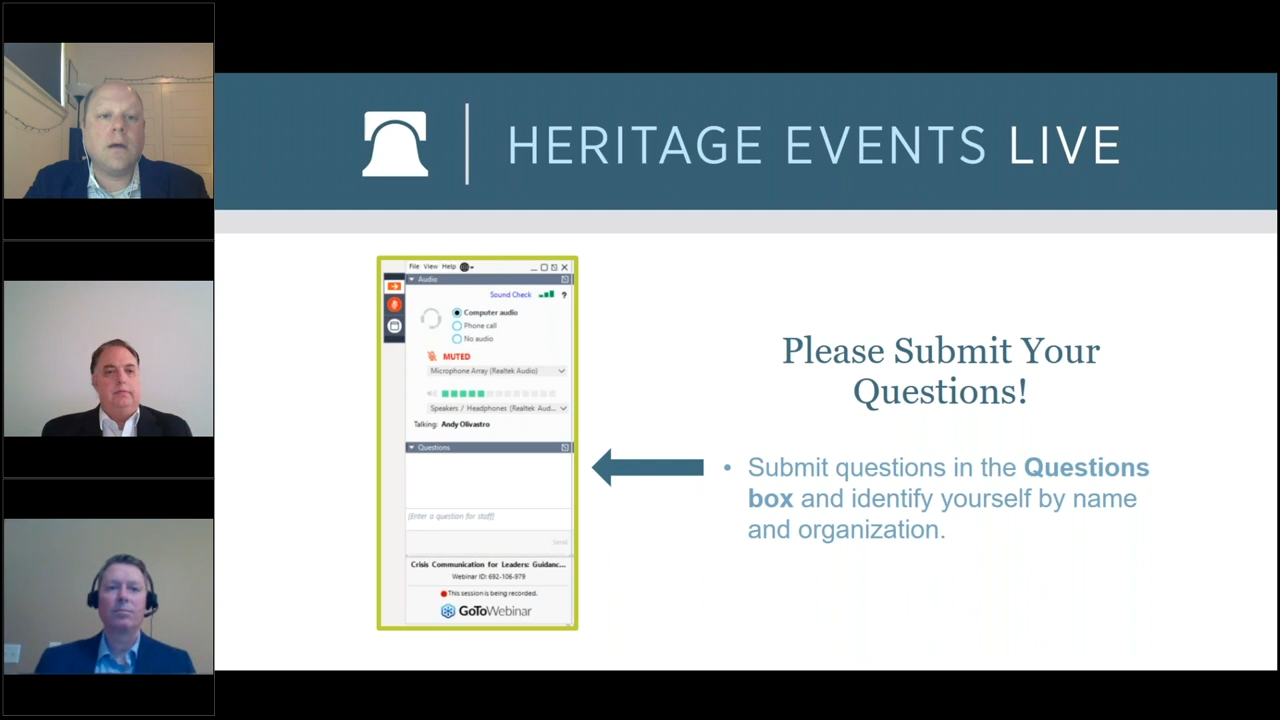 HERITAGE EVENTS LIVE
File View Help
Audio
Sound Check
?
Computer audio
Phone call
No audio
MUTED
Microphone Array (Realtek Audio)
Speakers / Headphones (Realtek Aud...
Talking: Andy Olivastro
Questions
[Enter a question for staff]
Send
Crisis Communication for Leaders: Guidanc...
Webinar ID: 692-106-979
This session is being recorded.
GoToWebinar
Please Submit Your
Questions!
• Submit questions in the Questions
box and identify yourself by name
and organization.